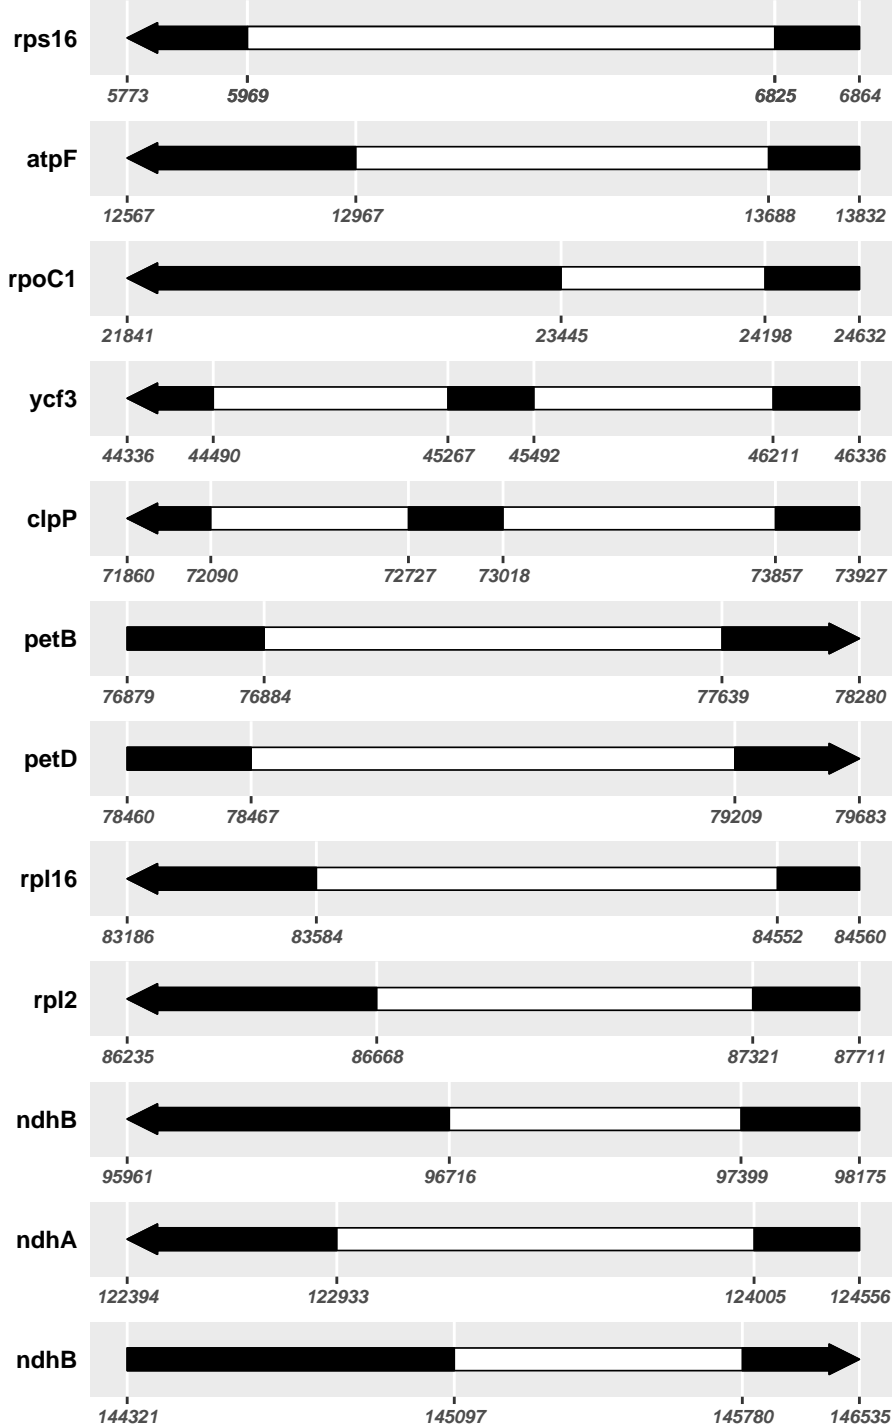 rps16
5773 5969 6825 6864
atpF
12567 12967 13688 13832
rpoC1
21841 23445 24198 24632
ycf3
44336 44490 45267 45492 46211 46336
clpP
71860 72090 72727 73018 73857 73927
petB
76879 76884 77639 78280
petD
78460 78467 79209 79683
rpl16
83186 83584 84552 84560
rpl2
86235 86668 87321 87711
ndhB
95961 96716 97399 98175
ndhA
122394 122933 124005 124556
ndhB
144321 145097 145780 146535